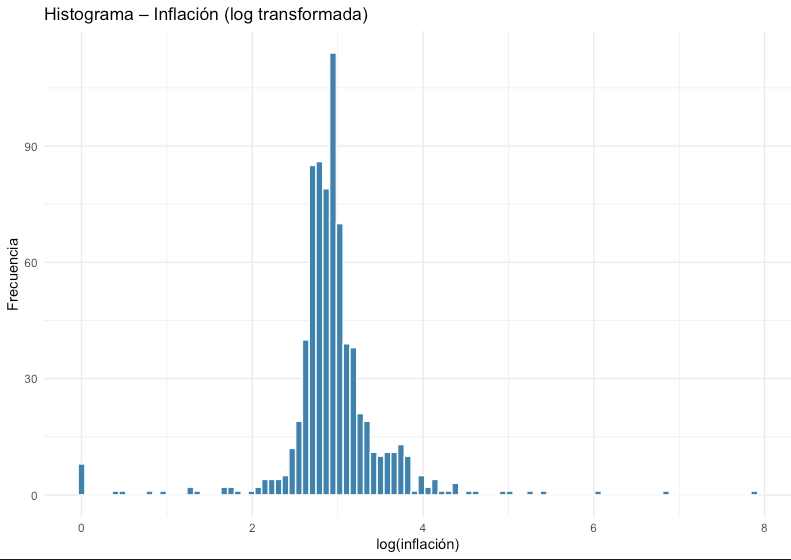 Histograma – Inflación (log transformada)
Frecuencia
90
60
30
0
0 2 4 6 8
log(inflación)